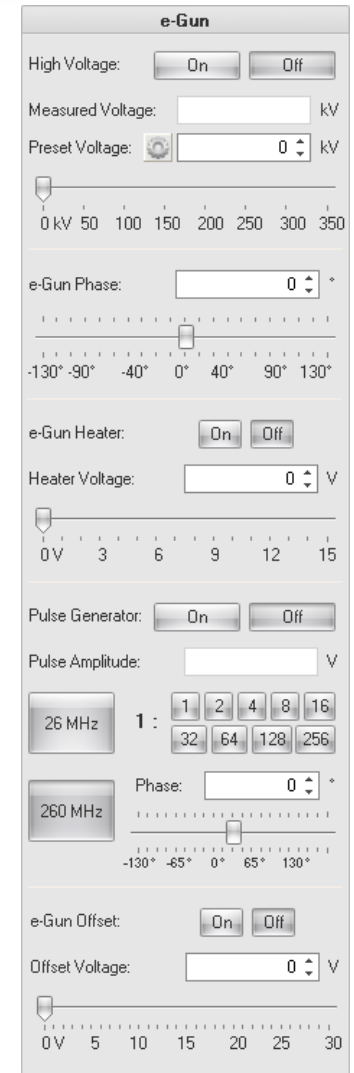 e-Gun
High Voltage: On Off
Measured Voltage: kV
Preset Voltage: 0 kV
0 kV 50 100 150 200 250 300 350
e-Gun Phase: 0 °
-130° -90° -40° 0° 40° 90° 130°
e-Gun Heater: On Off
Heater Voltage: 0 V
0 V 3 6 9 12 15
Pulse Generator: On Off
Pulse Amplitude: V
26 MHz 1 : 1 2 4 8 16
32 64 128 256
260 MHz Phase: 0 °
-130° -65° 0° 65° 130°
e-Gun Offset: On Off
Offset Voltage: 0 V
0 V 5 10 15 20 25 30